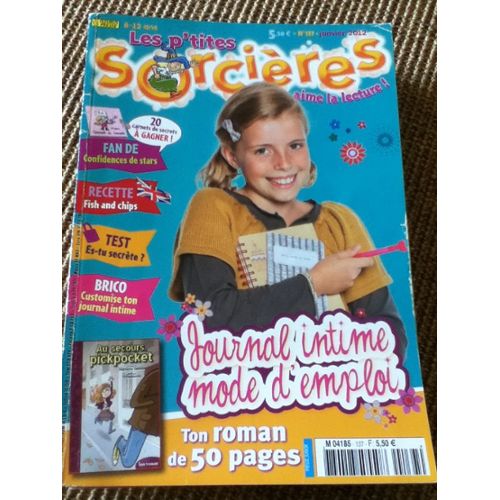 8-12 ans
5,50 € • N°137 • janvier 2012
Les p'tites
Sorcières
aime la lecture !
20
carnets de secrets
À GAGNER !
FAN DE
Confidences de stars
RECETTE
Fish and chips
TEST
Es-tu secrète ?
BRICO
Customise ton
journal intime
Journal intime
mode d'emploi
Au secours
pickpocket
Ton roman
de 50 pages
M 04185 - 137 - F: 5,50 €